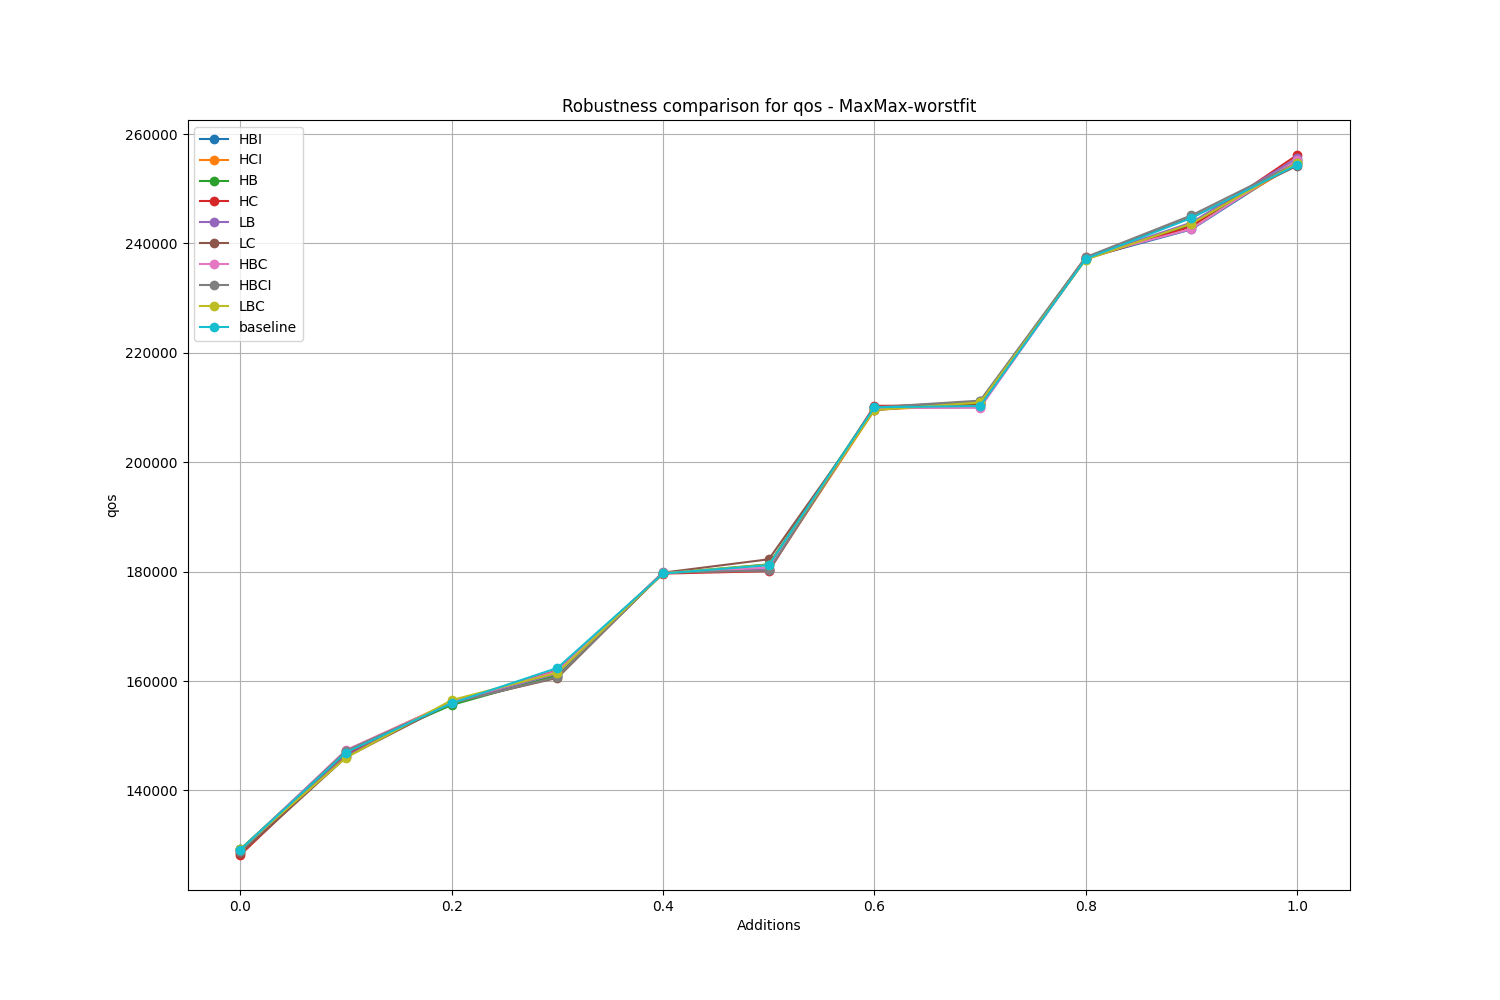 Robustness comparison for qos - MaxMax-worstfit
260000
240000
220000
200000
180000
160000
140000
qos
HBI
HCI
HB
HC
LB
LC
HBC
HBCI
LBC
baseline
0.0 0.2 0.4 0.6 0.8 1.0
Additions